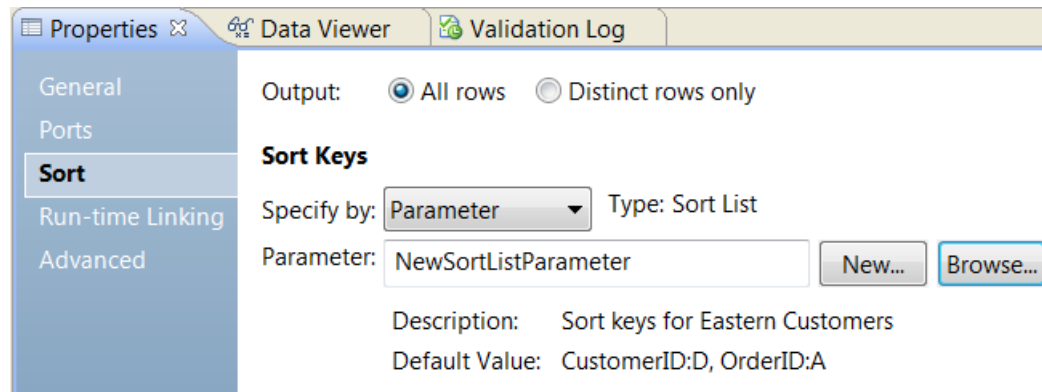 Properties Data Viewer Validation Log
General
Ports
Sort
Run-time Linking
Advanced
Output: All rows Distinct rows only
Sort Keys
Specify by: Parameter Type: Sort List
Parameter: NewSortListParameter New... Browse...
Description: Sort keys for Eastern Customers
Default Value: CustomerID:D, OrderID:A